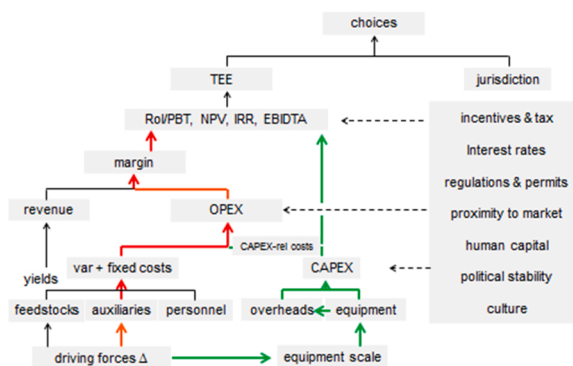 choices
TEE
jurisdiction
RoI/PBT, NPV, IRR, EBIDTA
incentives & tax
Interest rates
margin
regulations & permits
revenue
OPEX
proximity to market
CAPEX-rel costs
human capital
yields
var + fixed costs
CAPEX
political stability
feedstocks
auxiliaries
personnel
overheads
equipment
culture
driving forces Δ
equipment scale